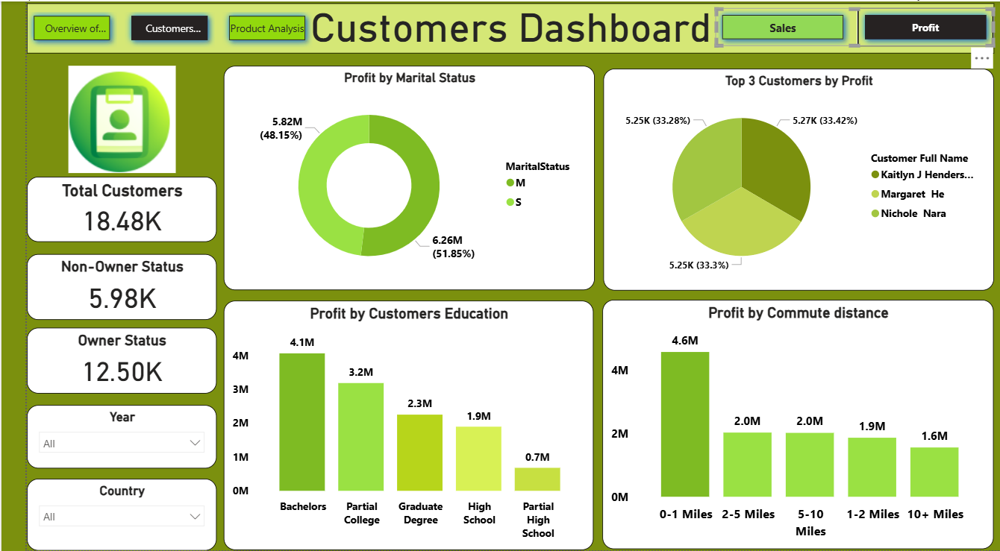 Overview of...
Customers...
Product Analysis
Customers Dashboard
Sales
Profit
Total Customers
18.48K
Non-Owner Status
5.98K
Owner Status
12.50K
Year
All
Country
All
Profit by Marital Status
5.82M
(48.15%)
6.26M
(51.85%)
MaritalStatus
M
S
Top 3 Customers by Profit
5.25K (33.28%)
5.27K (33.42%)
5.25K (33.3%)
Customer Full Name
Kaitlyn J Henders...
Margaret He
Nichole Nara
Profit by Customers Education
4M
3M
2M
1M
0M
4.1M
3.2M
2.3M
1.9M
0.7M
Bachelors
Partial
College
Graduate
Degree
High
School
Partial
High
School
Profit by Commute distance
4M
2M
0M
4.6M
2.0M
2.0M
1.9M
1.6M
0-1 Miles
2-5 Miles
5-10
Miles
1-2 Miles
10+ Miles